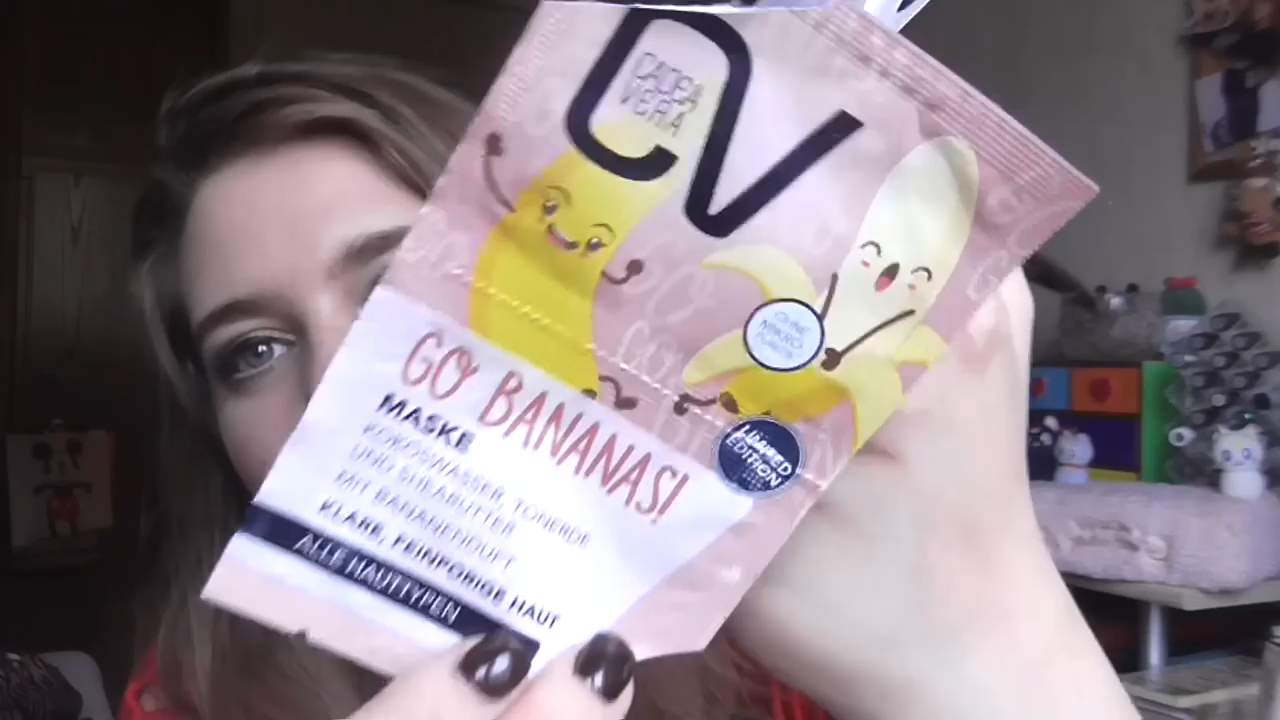 CV
CADEA
VERA
OHNE
MIKRO
PLASTIK
LIMITED
EDITION
GO BANANAS!
MASKE
KOKOSWASSER, TONERDE
UND SHEABUTTER
MIT BANANENDUFT
KLARE, FEINPORIGE HAUT
ALLE HAUTTYPEN